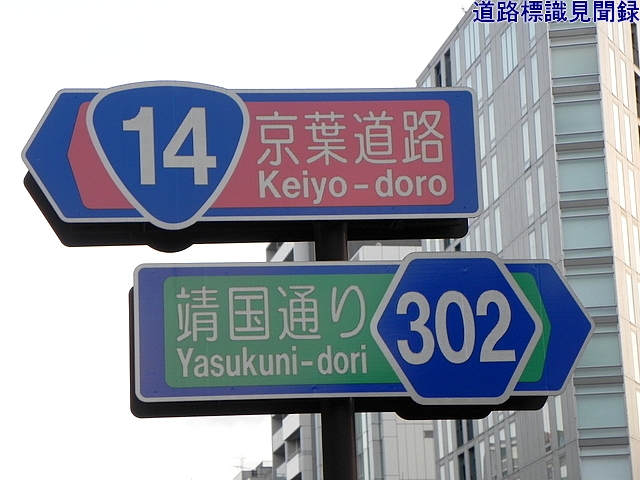 道路標識見聞録
14
京葉道路
Keiyo-doro
靖国通り
Yasukuni-dori
302